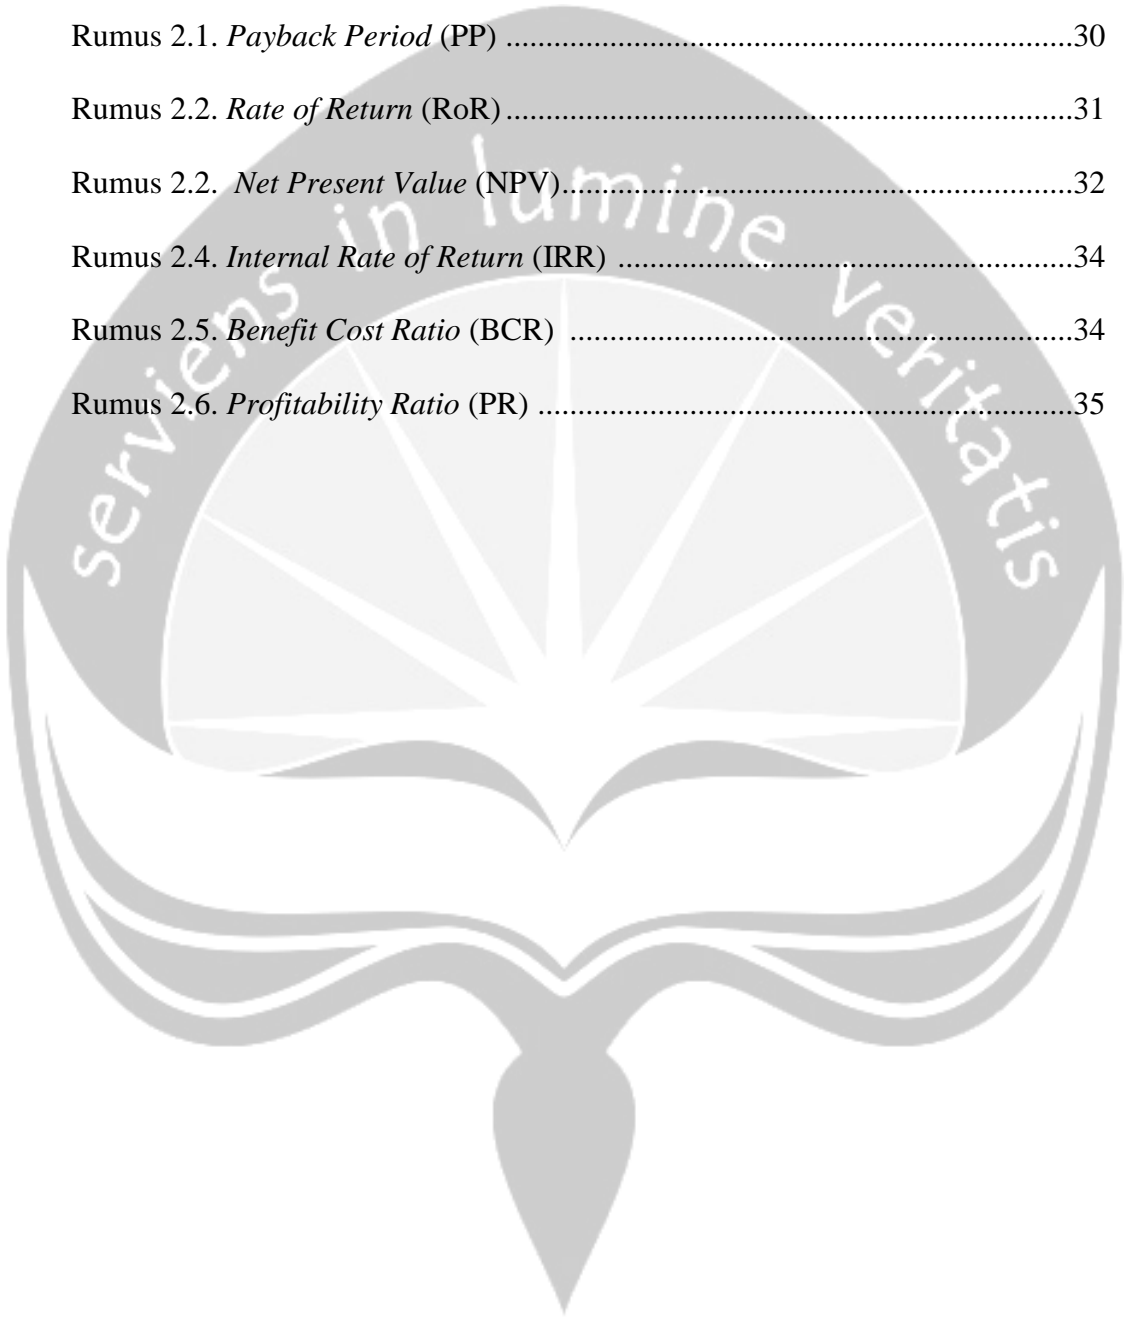 Rumus 2.1. Payback Period (PP) ........................................................................30
Rumus 2.2. Rate of Return (RoR) ........................................................................31
Rumus 2.2.  Net Present Value (NPV)................................................................32
Rumus 2.4. Internal Rate of Return (IRR) ..........................................................34
Rumus 2.5. Benefit Cost Ratio (BCR) ................................................................34
Rumus 2.6. Profitability Ratio (PR) ....................................................................35
serviens in lumine veritatis